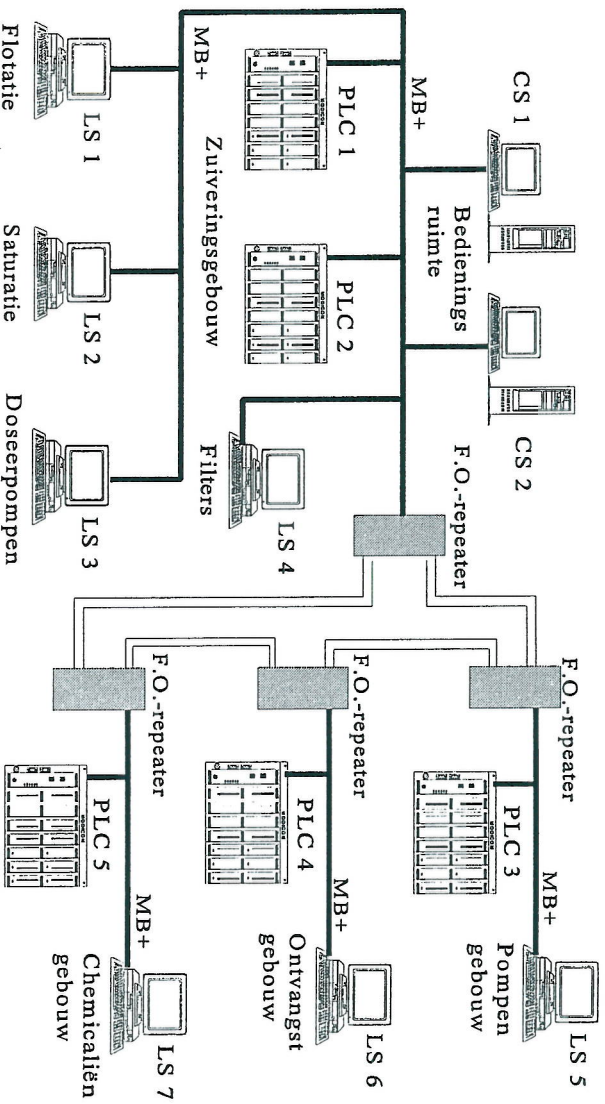 CS 1
CS 2
Bedienings
ruimte
MB+
F.O.-repeater
PLC 1
PLC 2
LS 4
Zuiveringsgebouw
Filters
MB+
LS 1
LS 2
LS 3
Flotatie
Saturatie
Doseerpompen
F.O.-repeater
MB+
LS 5
PLC 3
Pompen
gebouw
F.O.-repeater
MB+
LS 6
PLC 4
Ontvangst
gebouw
F.O.-repeater
MB+
LS 7
PLC 5
Chemicaliën
gebouw